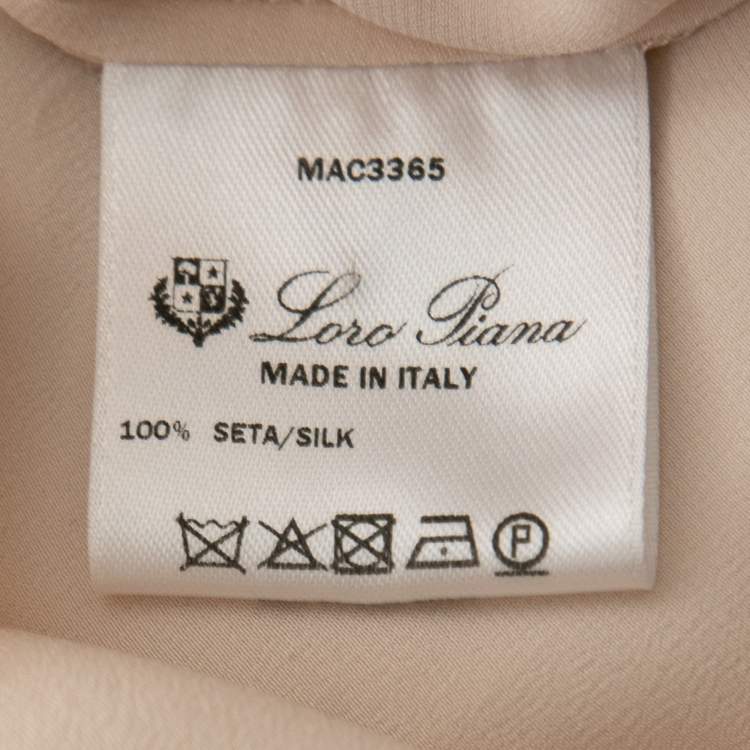 MAC3365
Loro Piana
MADE IN ITALY
100% SETA/SILK
P